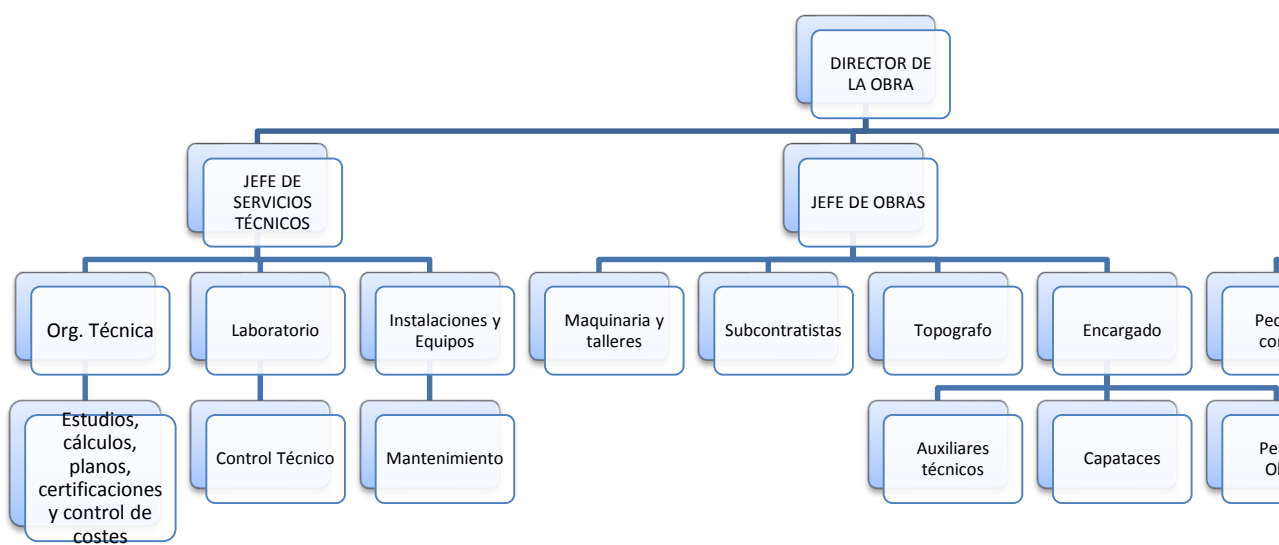 DIRECTOR DE
LA OBRA
JEFE DE
SERVICIOS
TÉCNICOS
JEFE DE OBRAS
Org. Técnica
Laboratorio
Instalaciones y
Equipos
Maquinaria y
talleres
Subcontratistas
Topografo
Encargado
Estudios,
cálculos,
planos,
certificaciones
y control de
costes
Control Técnico
Mantenimiento
Auxiliares
técnicos
Capataces